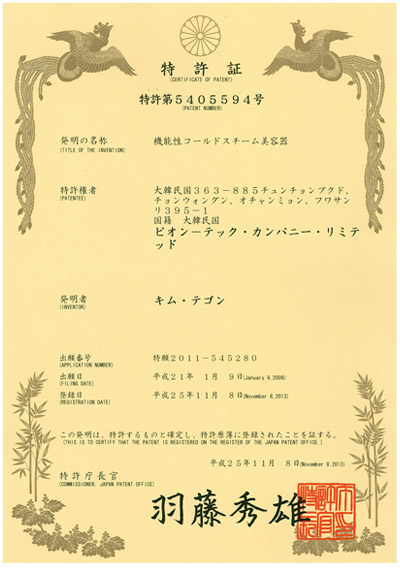 特許証
(CERTIFICATE OF PATENT)
特許第5405594号
(PATENT NUMBER)
発明の名称 機能性コールドスチーム美容器
(TITLE OF THE INVENTION)
特許権者 大韓民国363-885チュンチョンブクド、
(PATENTEE) チョンウォングン、オチャンミョン、フワサン
リ395-1
国籍 大韓民国
ピオンーテック・カンパニー・リミテ
ッド
発明者 キム・テゴン
(INVENTOR)
出願番号 特願2011-545280
(APPLICATION NUMBER)
出願日 平成21年 1月 9日(January 9,2009)
(FILING DATE)
登録日 平成25年11月 8日(November 8,2013)
(REGISTRATION DATE)
この発明は、特許するものと確定し、特許原簿に登録されたことを証する。
(THIS IS TO CERTIFY THAT THE PATENT IS REGISTERED ON THE REGISTER OF THE JAPAN PATENT OFFICE.)
平成25年11月 8日(November 8,2013)
特許庁長官
(COMMISSIONER, JAPAN PATENT OFFICE)
羽藤秀雄